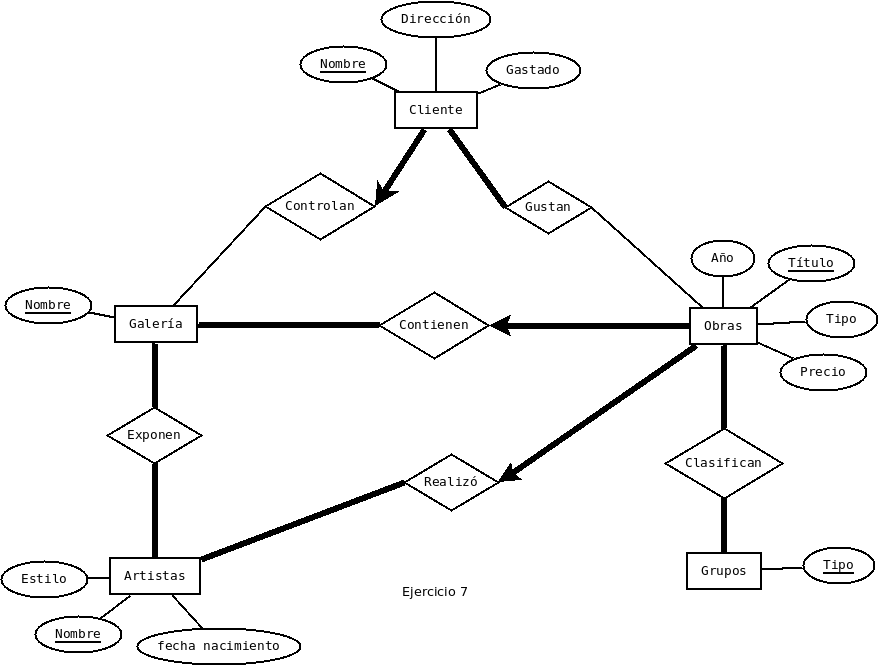 Dirección
Nombre
Gastado
Cliente
Controlan
Gustan
Año
Título
Nombre
Galería
Contienen
Obras
Tipo
Precio
Exponen
Clasifican
Realizó
Estilo
Artistas
Grupos
Tipo
Ejercicio 7
Nombre
fecha nacimiento